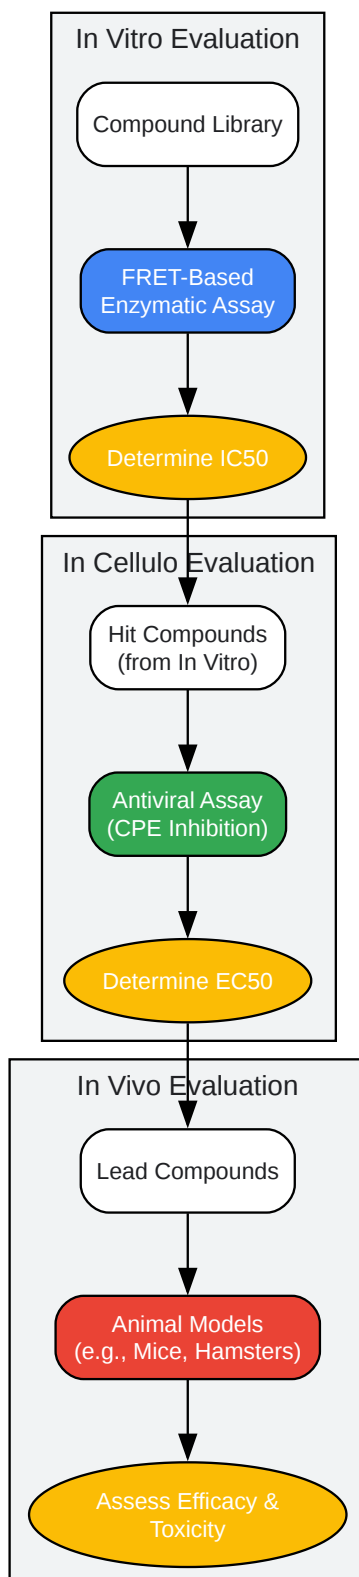 In Vitro Evaluation
Compound Library
FRET-Based
Enzymatic Assay
Determine IC50
In Cellulo Evaluation
Hit Compounds
(from In Vitro)
Antiviral Assay
(CPE Inhibition)
Determine EC50
In Vivo Evaluation
Lead Compounds
Animal Models
(e.g., Mice, Hamsters)
Assess Efficacy &
Toxicity